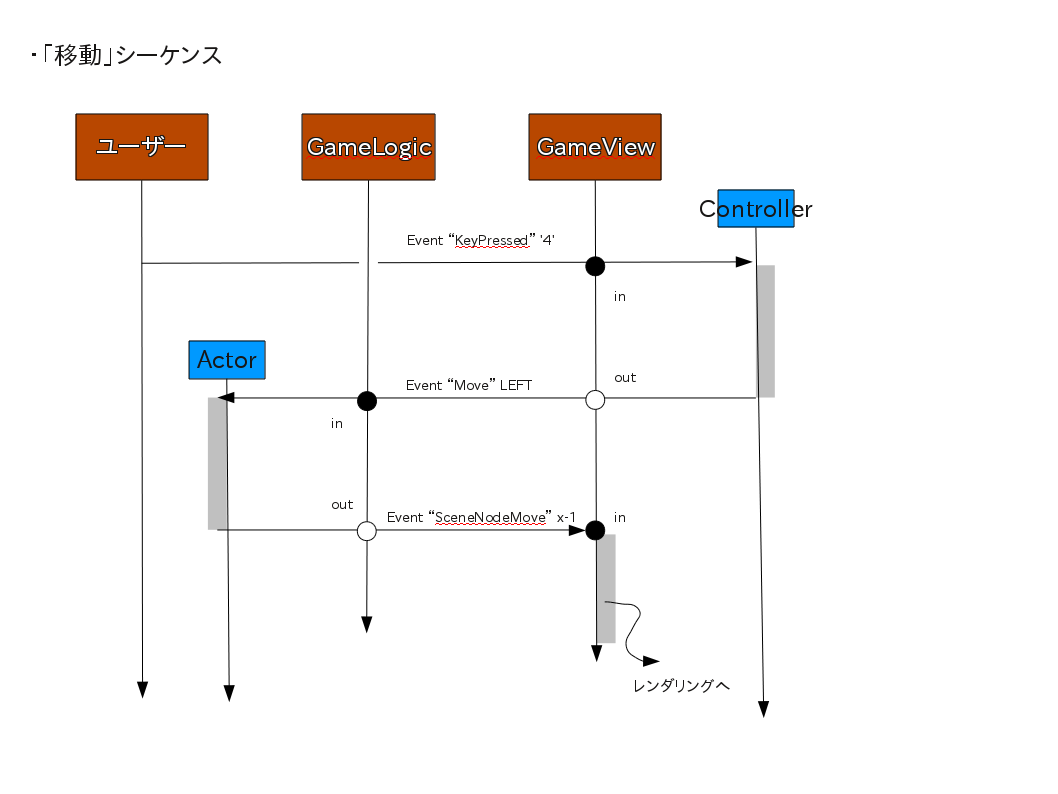 ・「移動」シーケンス
ユーザー
GameLogic
GameView
Controller
Event “KeyPressed” '4'
in
Actor
out
Event “Move” LEFT
in
out
Event “SceneNodeMove” x-1
in
レンダリングへ